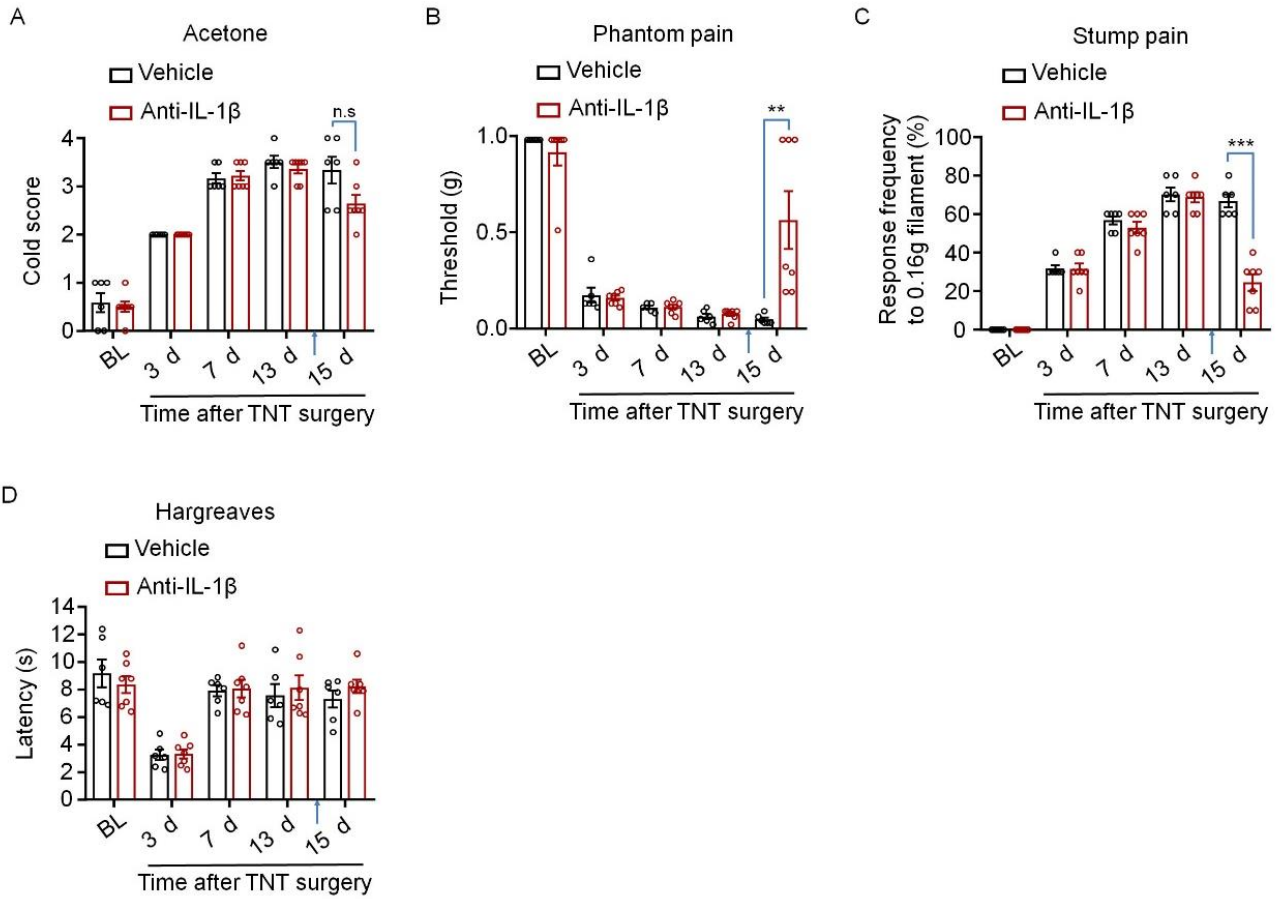 A
Acetone
Vehicle
Anti-IL-1β
n.s
4
3
2
1
0
Cold score
BL
3 d
7 d
13 d
15 d
Time after TNT surgery
B
Phantom pain
Vehicle
Anti-IL-1β
**
1.0
0.5
0.0
Threshold (g)
BL
3 d
7 d
13 d
15 d
Time after TNT surgery
C
Stump pain
Vehicle
Anti-IL-1β
***
100
80
60
40
20
0
Response frequency
to 0.16g filament (%)
BL
3 d
7 d
13 d
15 d
Time after TNT surgery
D
Hargreaves
Vehicle
Anti-IL-1β
14
12
10
8
6
4
2
0
Latency (s)
BL
3 d
7 d
13 d
15 d
Time after TNT surgery